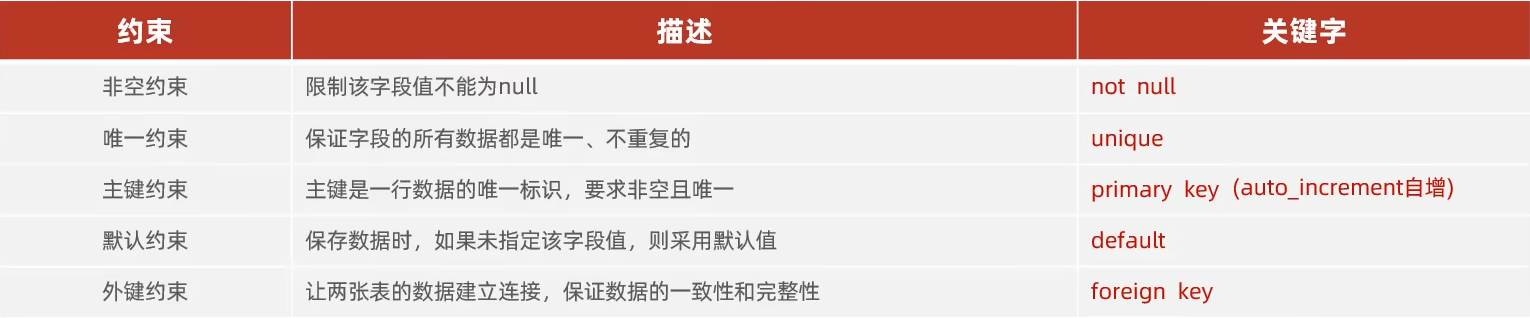 约束 描述 关键字
非空约束 限制该字段值不能为null not null
唯一约束 保证字段的所有数据都是唯一、不重复的 unique
主键约束 主键是一行数据的唯一标识，要求非空且唯一 primary key (auto_increment自增)
默认约束 保存数据时，如果未指定该字段值，则采用默认值 default
外键约束 让两张表的数据建立连接，保证数据的一致性和完整性 foreign key